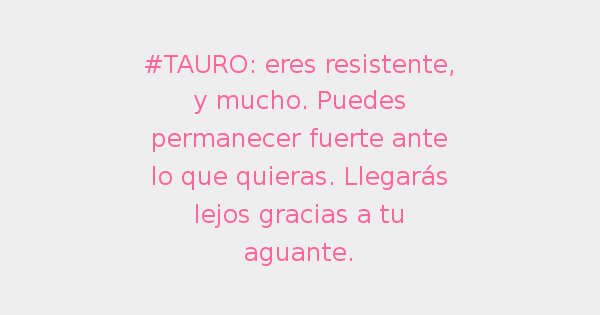 #TAURO: eres resistente,
y mucho. Puedes
permanecer fuerte ante
lo que quieras. Llegarás
lejos gracias a tu
aguante.